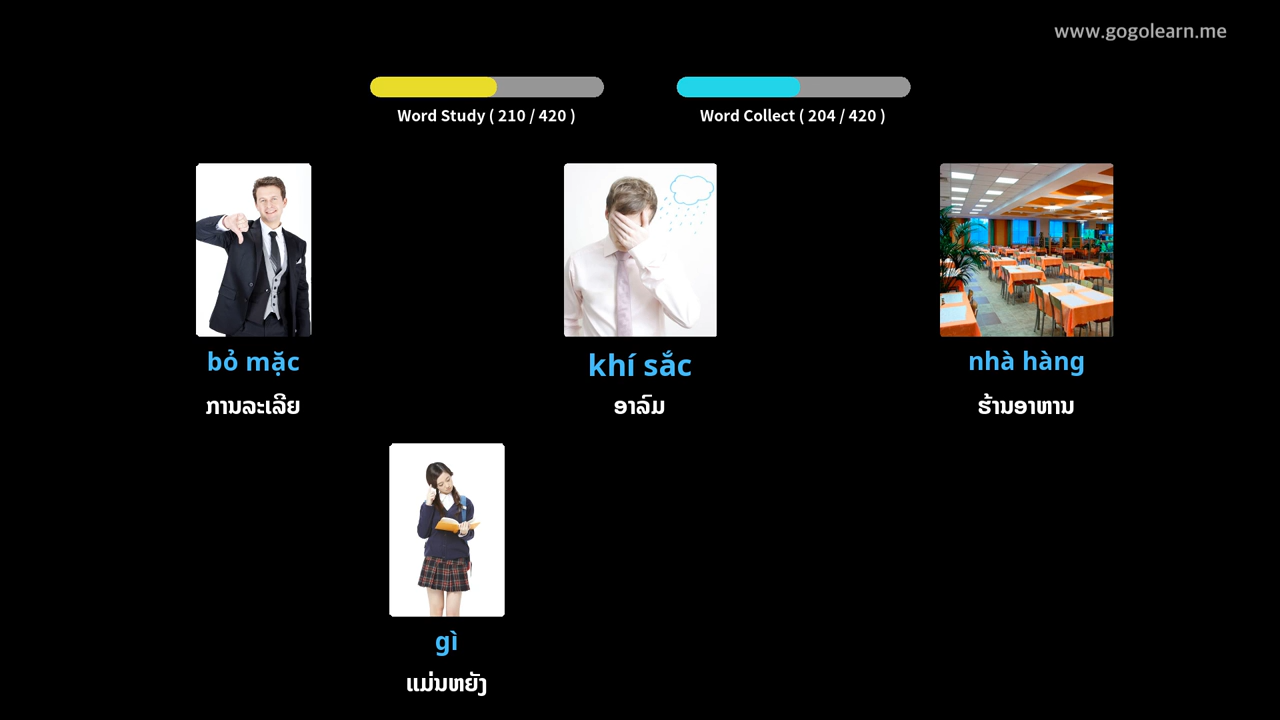 www.gogolearn.me
Word Study ( 210 / 420 )
Word Collect ( 204 / 420 )
bỏ mặc
ການລະເລີຍ
khí sắc
ອາລົມ
nhà hàng
ຮ້ານອາຫານ
gì
ແມ່ນຫຍັງ